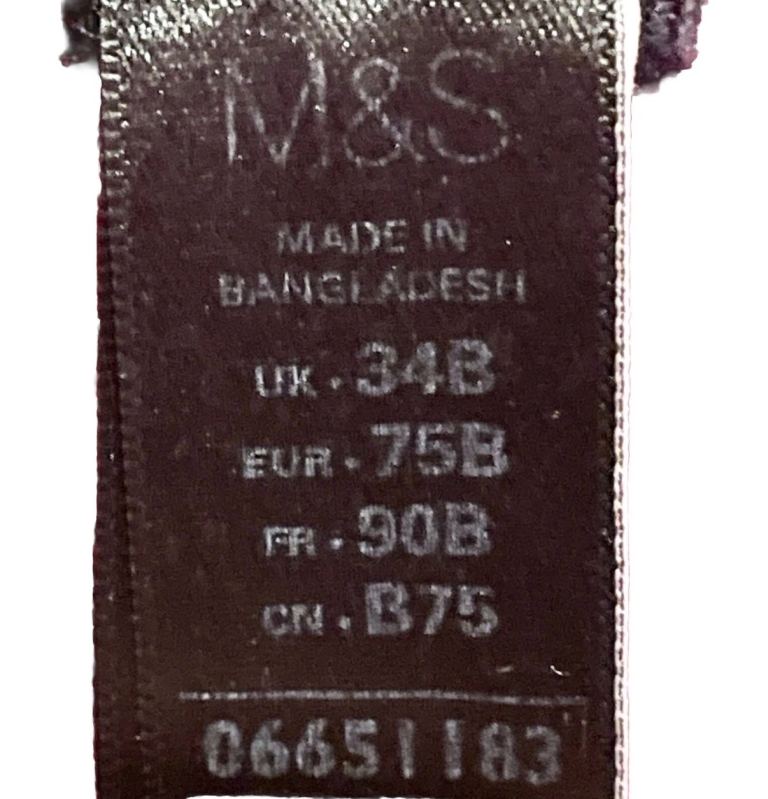 M&S
MADE IN
BANGLADESH
UK . 34B
EUR . 75B
FR . 90B
CN . B75
06651183